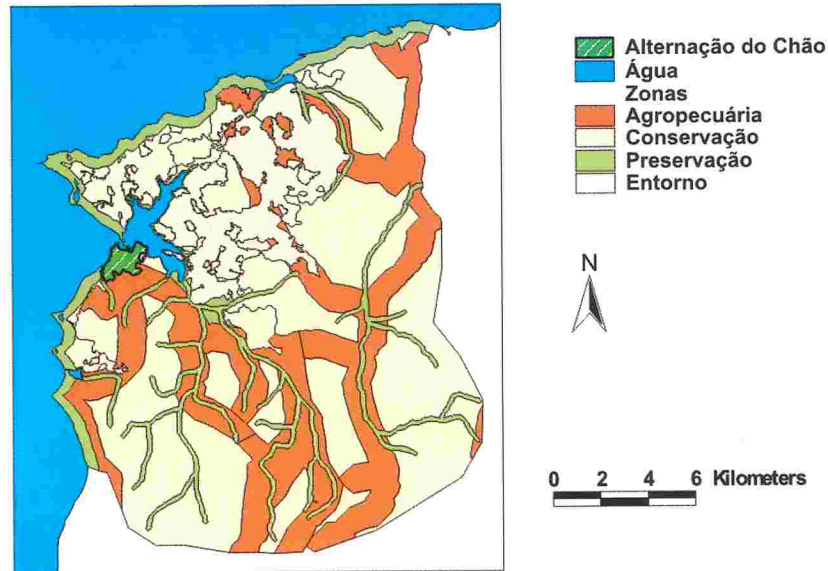 Alternação do Chão
Água
Zonas
Agropecuária
Conservação
Preservação
Entorno
N
0 2 4 6 Kilometers